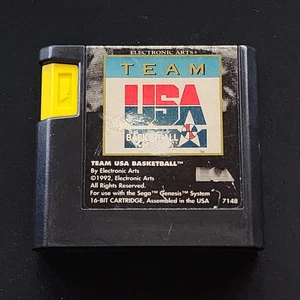 ELECTRONIC ARTS®
TEAM
USA
BASKETBALL
TEAM USA BASKETBALL™
By Electronic Arts
©1992, Electronic Arts
All Rights Reserved.
For use with the Sega™ Genesis™ System
16-BIT CARTRIDGE, Assembled in the USA 7148